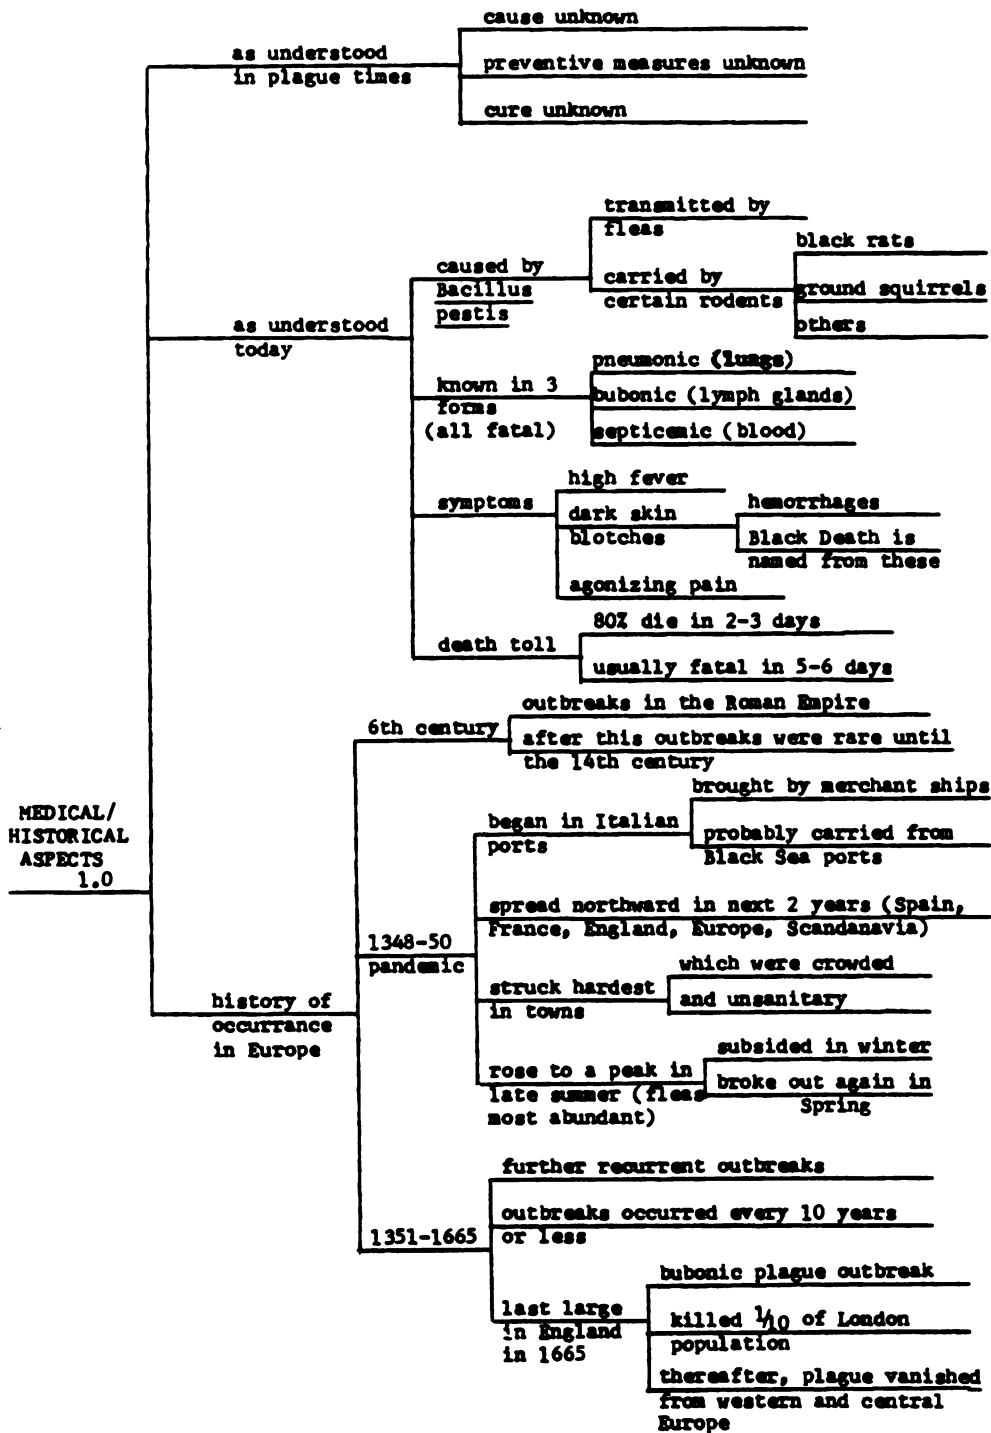 cause unknown
as understood
in plague times
preventive measures unknown
cure unknown
transmitted by
fleas
black rats
caused by
Bacillus
pestis
carried by
certain rodents
ground squirrels
others
as understood
today
pneumonic (lungs)
known in 3
forms
(all fatal)
bubonic (lymph glands)
septicemic (blood)
high fever
symptoms
dark skin
blotches
hemorrhages
Black Death is
named from these
agonizing pain
80% die in 2-3 days
death toll
usually fatal in 5-6 days
outbreaks in the Roman Empire
6th century
after this outbreaks were rare until
the 14th century
MEDICAL/
HISTORICAL
ASPECTS
1.0
brought by merchant ships
began in Italian
ports
probably carried from
Black Sea ports
spread northward in next 2 years (Spain,
France, England, Europe, Scandanavia)
1348-50
pandemic
which were crowded
struck hardest
in towns
and unsanitary
history of
occurrance
in Europe
subsided in winter
rose to a peak in
late summer (fleas
most abundant)
broke out again in
Spring
further recurrent outbreaks
outbreaks occurred every 10 years
or less
1351-1665
bubonic plague outbreak
last large
in England
in 1665
killed 1/10 of London
population
thereafter, plague vanished
from western and central
Europe